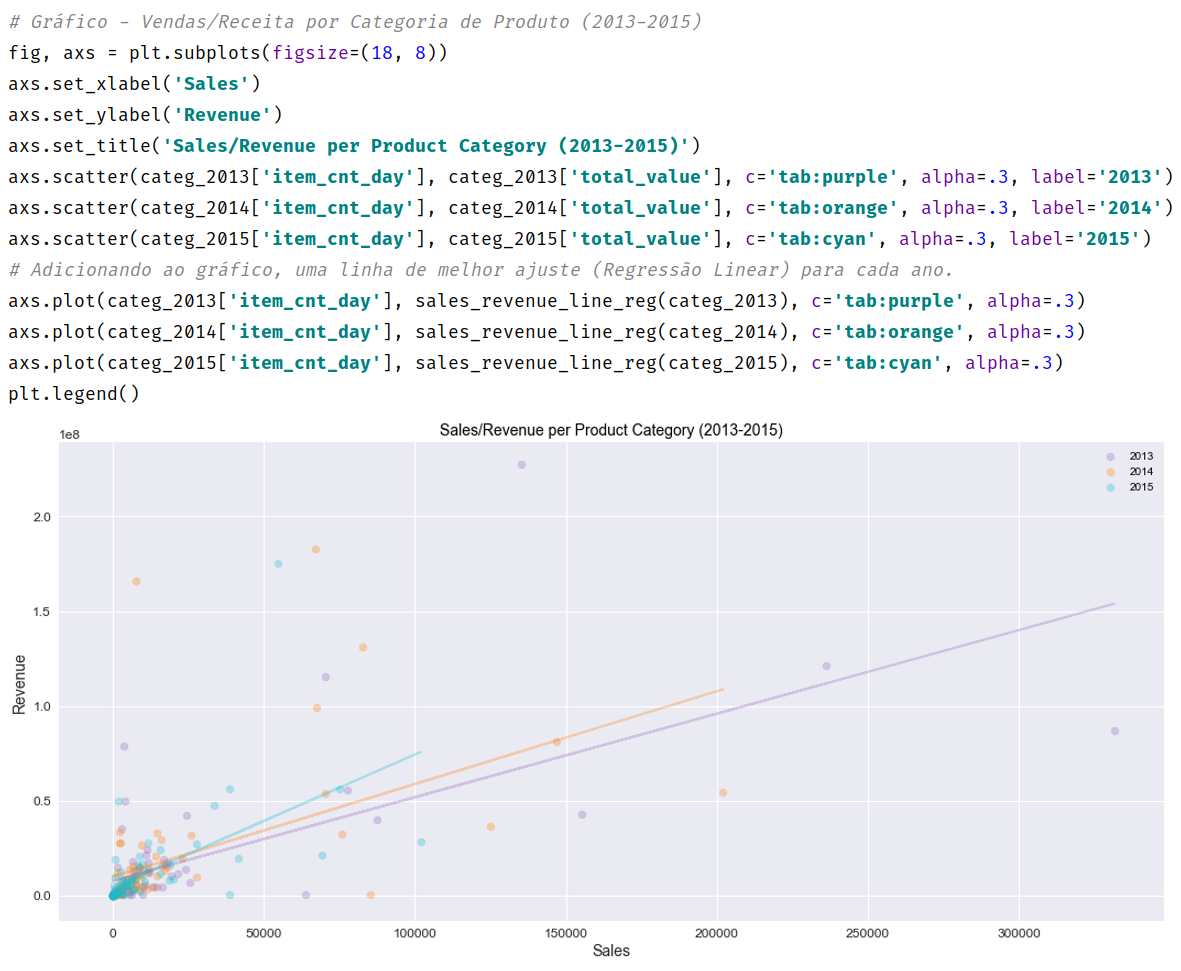 # Gráfico - Vendas/Receita por Categoria de Produto (2013-2015)
fig, axs = plt.subplots(figsize=(18, 8))
axs.set_xlabel('Sales')
axs.set_ylabel('Revenue')
axs.set_title('Sales/Revenue per Product Category (2013-2015)')
axs.scatter(categ_2013['item_cnt_day'], categ_2013['total_value'], c='tab:purple', alpha=.3, label='2013')
axs.scatter(categ_2014['item_cnt_day'], categ_2014['total_value'], c='tab:orange', alpha=.3, label='2014')
axs.scatter(categ_2015['item_cnt_day'], categ_2015['total_value'], c='tab:cyan', alpha=.3, label='2015')
# Adicionando ao gráfico, uma linha de melhor ajuste (Regressão Linear) para cada ano.
axs.plot(categ_2013['item_cnt_day'], sales_revenue_line_reg(categ_2013), c='tab:purple', alpha=.3)
axs.plot(categ_2014['item_cnt_day'], sales_revenue_line_reg(categ_2014), c='tab:orange', alpha=.3)
axs.plot(categ_2015['item_cnt_day'], sales_revenue_line_reg(categ_2015), c='tab:cyan', alpha=.3)
plt.legend()
Sales/Revenue per Product Category (2013-2015)
1e8
2013
2014
2015
2.0
1.5
1.0
0.5
0.0
Revenue
0 50000 100000 150000 200000 250000 300000
Sales